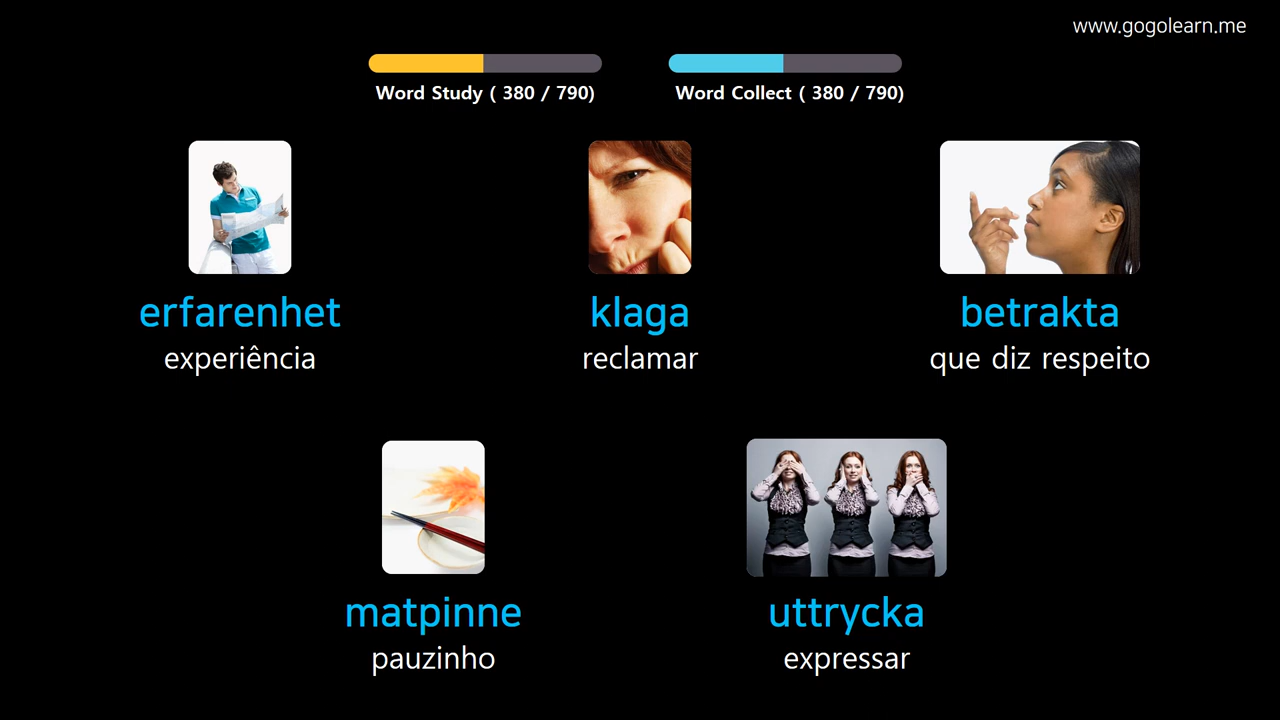 www.gogolearn.me
Word Study ( 380 / 790)
Word Collect ( 380 / 790)
erfarenhet
experiência
klaga
reclamar
betrakta
que diz respeito
matpinne
pauzinho
uttrycka
expressar